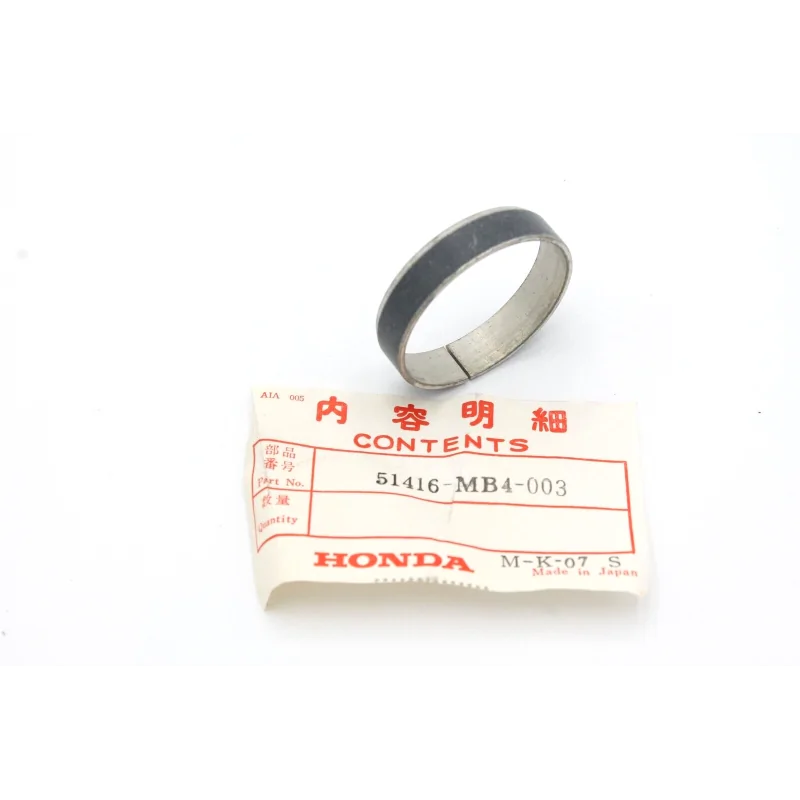 AIA 005
内容明細
CONTENTS
部品
番号
Part No.
51416-MB4-003
数量
Quantity
HONDA M-K-07 S
Made in Japan